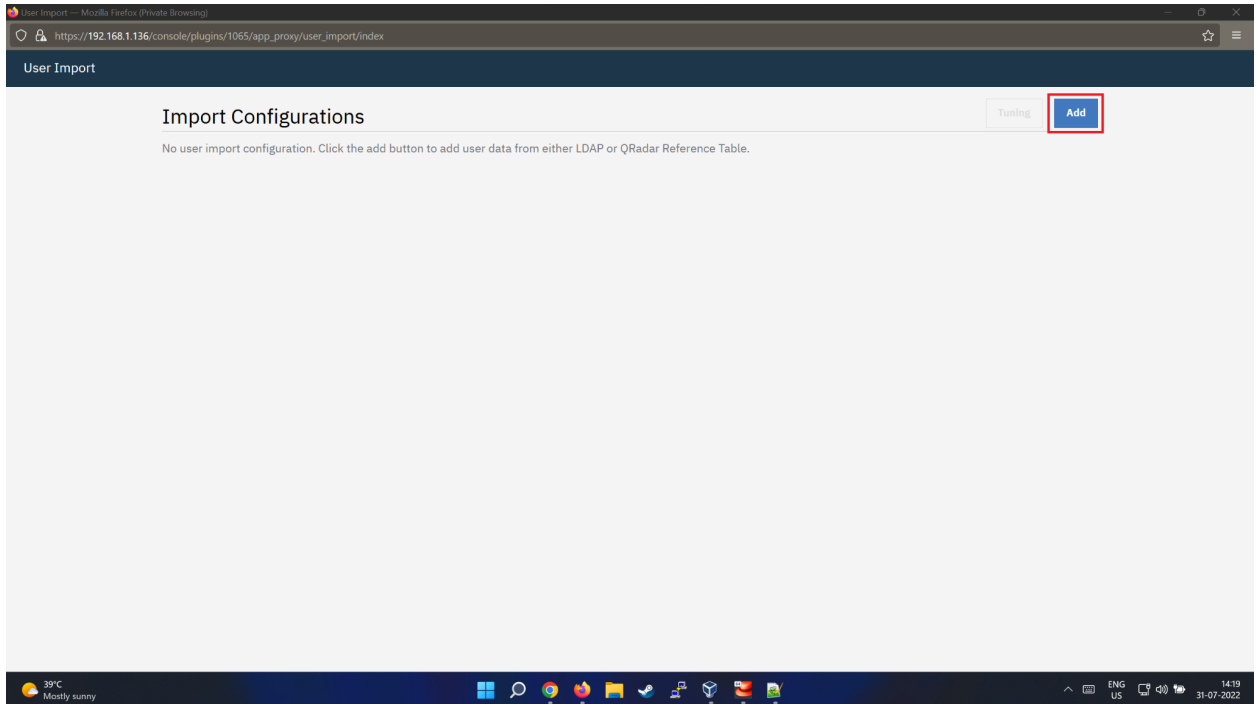 User Import — Mozilla Firefox (Private Browsing)
https://192.168.1.136/console/plugins/1065/app_proxy/user_import/index
User Import
Import Configurations
Tuning
Add
No user import configuration. Click the add button to add user data from either LDAP or QRadar Reference Table.
39°C
Mostly sunny
ENG
US
14:19
31-07-2022